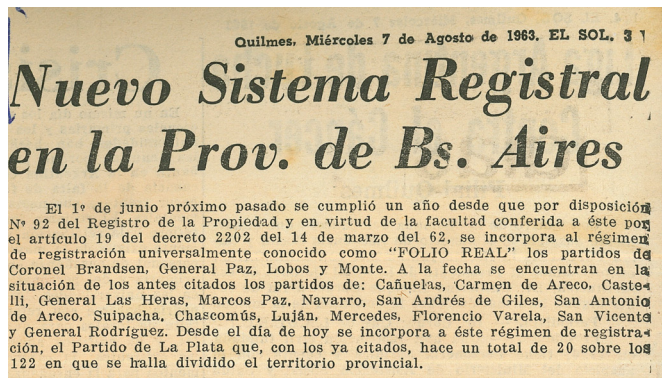 Quilmes, Miércoles 7 de Agosto de 1963. EL SOL. 3
Nuevo Sistema Registral
en la Prov. de Bs. Aires
El 1º de junio próximo pasado se cumplió un año desde que por disposición
Nº 92 del Registro de la Propiedad y en virtud de la facultad conferida a éste por
el artículo 19 del decreto 2202 del 14 de marzo del 62, se incorpora al régimen
de registración universalmente conocido como "FOLIO REAL" los partidos de
Coronel Brandsen, General Paz, Lobos y Monte. A la fecha se encuentran en la
situación de los antes citados los partidos de: Cañuelas, Carmen de Areco, Caste-
lli, General Las Heras, Marcos Paz, Navarro, San Andrés de Giles, San Antonio
de Areco, Suipacha. Chascomús, Luján, Mercedes, Florencio Varela, San Vicente
y General Rodríguez. Desde el día de hoy se incorpora a éste régimen de registra-
ción, el Partido de La Plata que, con los ya citados, hace un total de 20 sobre los
122 en que se halla dividido el territorio provincial.